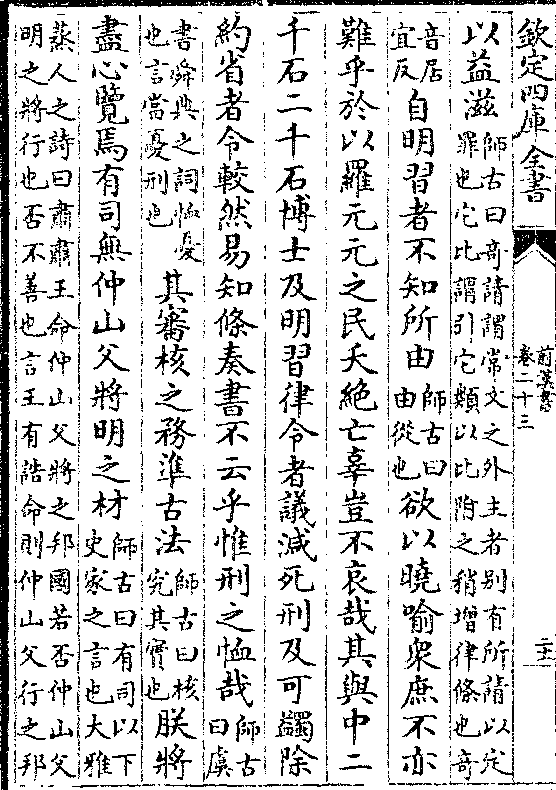 欽定四庫全書
前漢書
卷二十三
二十一
以益滋師古曰奇請謂常文之外主者别有所請以定
罪也它比謂引它類以比附之稍增律條也奇
音居
宜反自明習者不知所由師古曰
由從也欲以曉喻衆庶不亦
難乎於以羅元元之民夭絶亡辜豈不哀哉其與中二
千石二千石博士及明習律令者議減死刑及可蠲除
約省者令較然易知條奏書不云乎惟刑之恤哉師古
曰虞
書舜典之詞恤憂
也言當憂刑也其審核之務準古法師古曰核
究其實也朕將
盡心覽焉有司無仲山父將明之材師古曰有司以下
史家之言也大雅
蒸人之詩曰肅肅王命仲山父將之邦國若否仲山父
明之將行也否不善也言王有誥命則仲山父行之邦